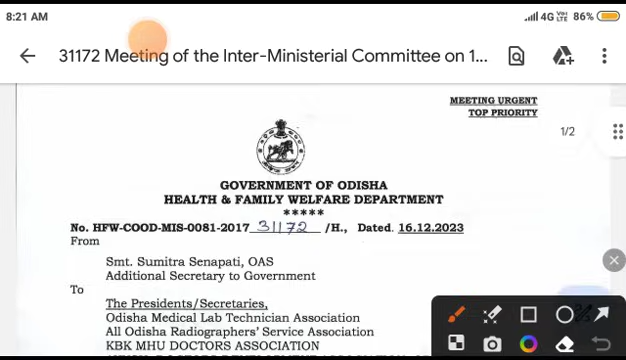 8:21 AM
4G VoLTE 86%
31172 Meeting of the Inter-Ministerial Committee on 1...
MEETING URGENT
TOP PRIORITY
1/2
GOVERNMENT OF ODISHA
HEALTH & FAMILY WELFARE DEPARTMENT
*****
No. HFW-COOD-MIS-0081-2017 31172 /H., Dated. 16.12.2023
From
Smt. Sumitra Senapati, OAS
Additional Secretary to Government
To
The Presidents/Secretaries,
Odisha Medical Lab Technician Association
All Odisha Radiographers' Service Association
KBK MHU DOCTORS ASSOCIATION